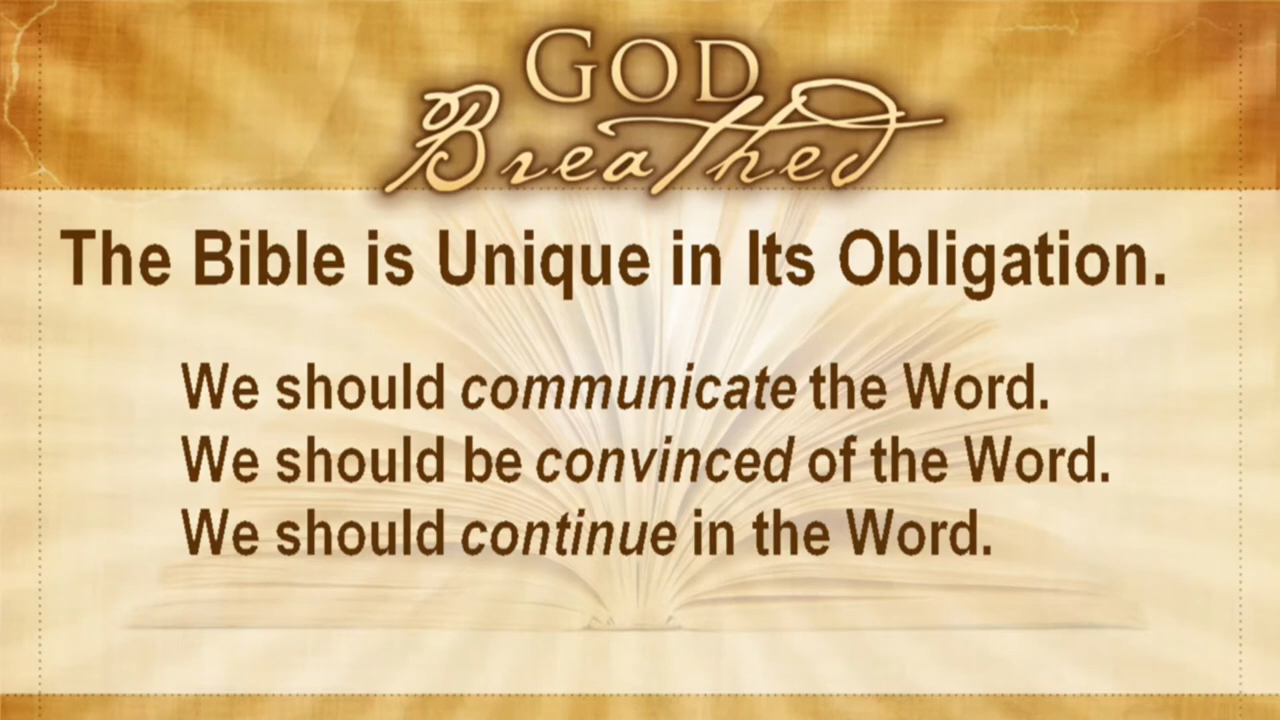 GOD
Breathed
The Bible is Unique in Its Obligation.
We should communicate the Word.
We should be convinced of the Word.
We should continue in the Word.